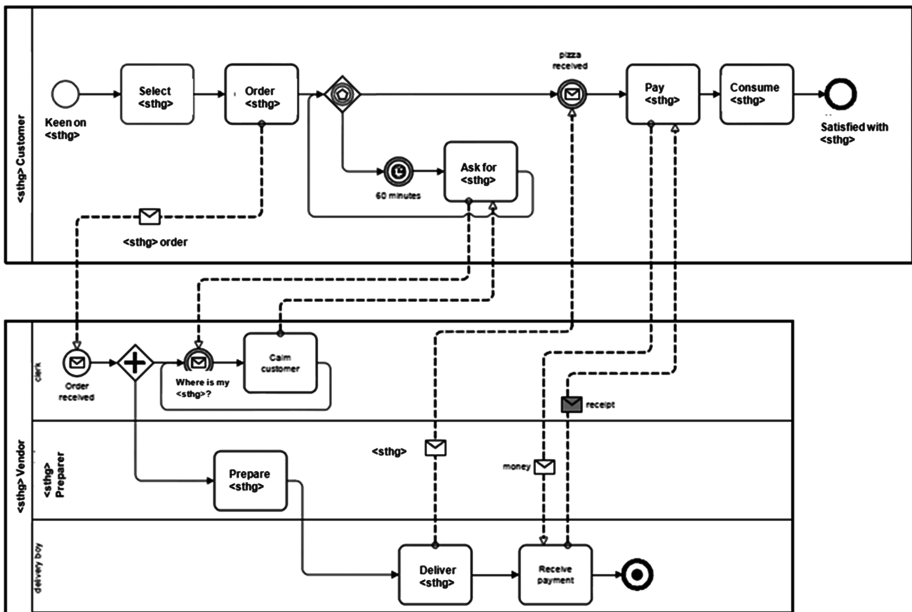 <sthg> Customer
pizza
received
Select
<sthg>
Order
<sthg>
Pay
<sthg>
Consume
<sthg>
Keen on
<sthg>
Satisfied with
<sthg>
Ask for
<sthg>
60 minutes
<sthg> order
<sthg> Vendor
clerk
Order
received
Where is my
<sthg>?
Calm
customer
receipt
<sthg>
Preparer
Prepare
<sthg>
<sthg>
money
delivery boy
Deliver
<sthg>
Receive
payment